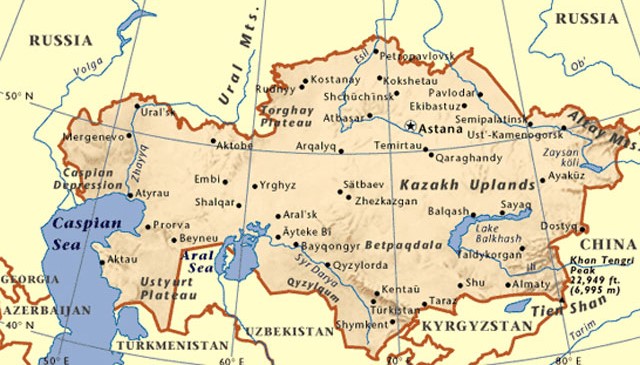 RUSSIA
Volga
Ural Mts.
RUSSIA
Ob'
50° N
Esil
Petropavlovsk
Rudnyy
Kostanay
Kokshetau
Shchüchīnsk
Pavlodar
Ekibastuz
Torghay
Plateau
Atbasar
Astana
Semipalatinsk
Ust'-Kamenogorsk
Altay Mts.
Ural'sk
Mergenevo
Zhayyq
Aktobe
Arqalyq
Temirtau
Qaraghandy
Zaysan
köli
Caspian
Depression
Atyrau
Embi
Yrghyz
Sätbaev
Zhezkazgan
Kazakh Uplands
Ayaküz
Shalqar
Balqash
Sayaq
Caspian
Sea
Prorva
Beyneu
Aral'sk
Äyteke Bi
Bayqongyr
Betpaqdala
Lake
Balkhash
Dostyq
CHINA
Aktau
Aral
Sea
Syr Darya
Qyzylorda
Taldykorgan
Ili
Khan Tengri
Peak
22,949 ft.
(6,995 m)
GEORGIA
Ustyurt
Plateau
Qyzylqum
Kentaū
Türkistan
Shu
Almaty
Taraz
Tien Shan
AZERBAIJAN
40° N
TURKMENISTAN
UZBEKISTAN
Shymkent
KYRGYZSTAN
Tarim
50° E
60° E
70° E
80° E